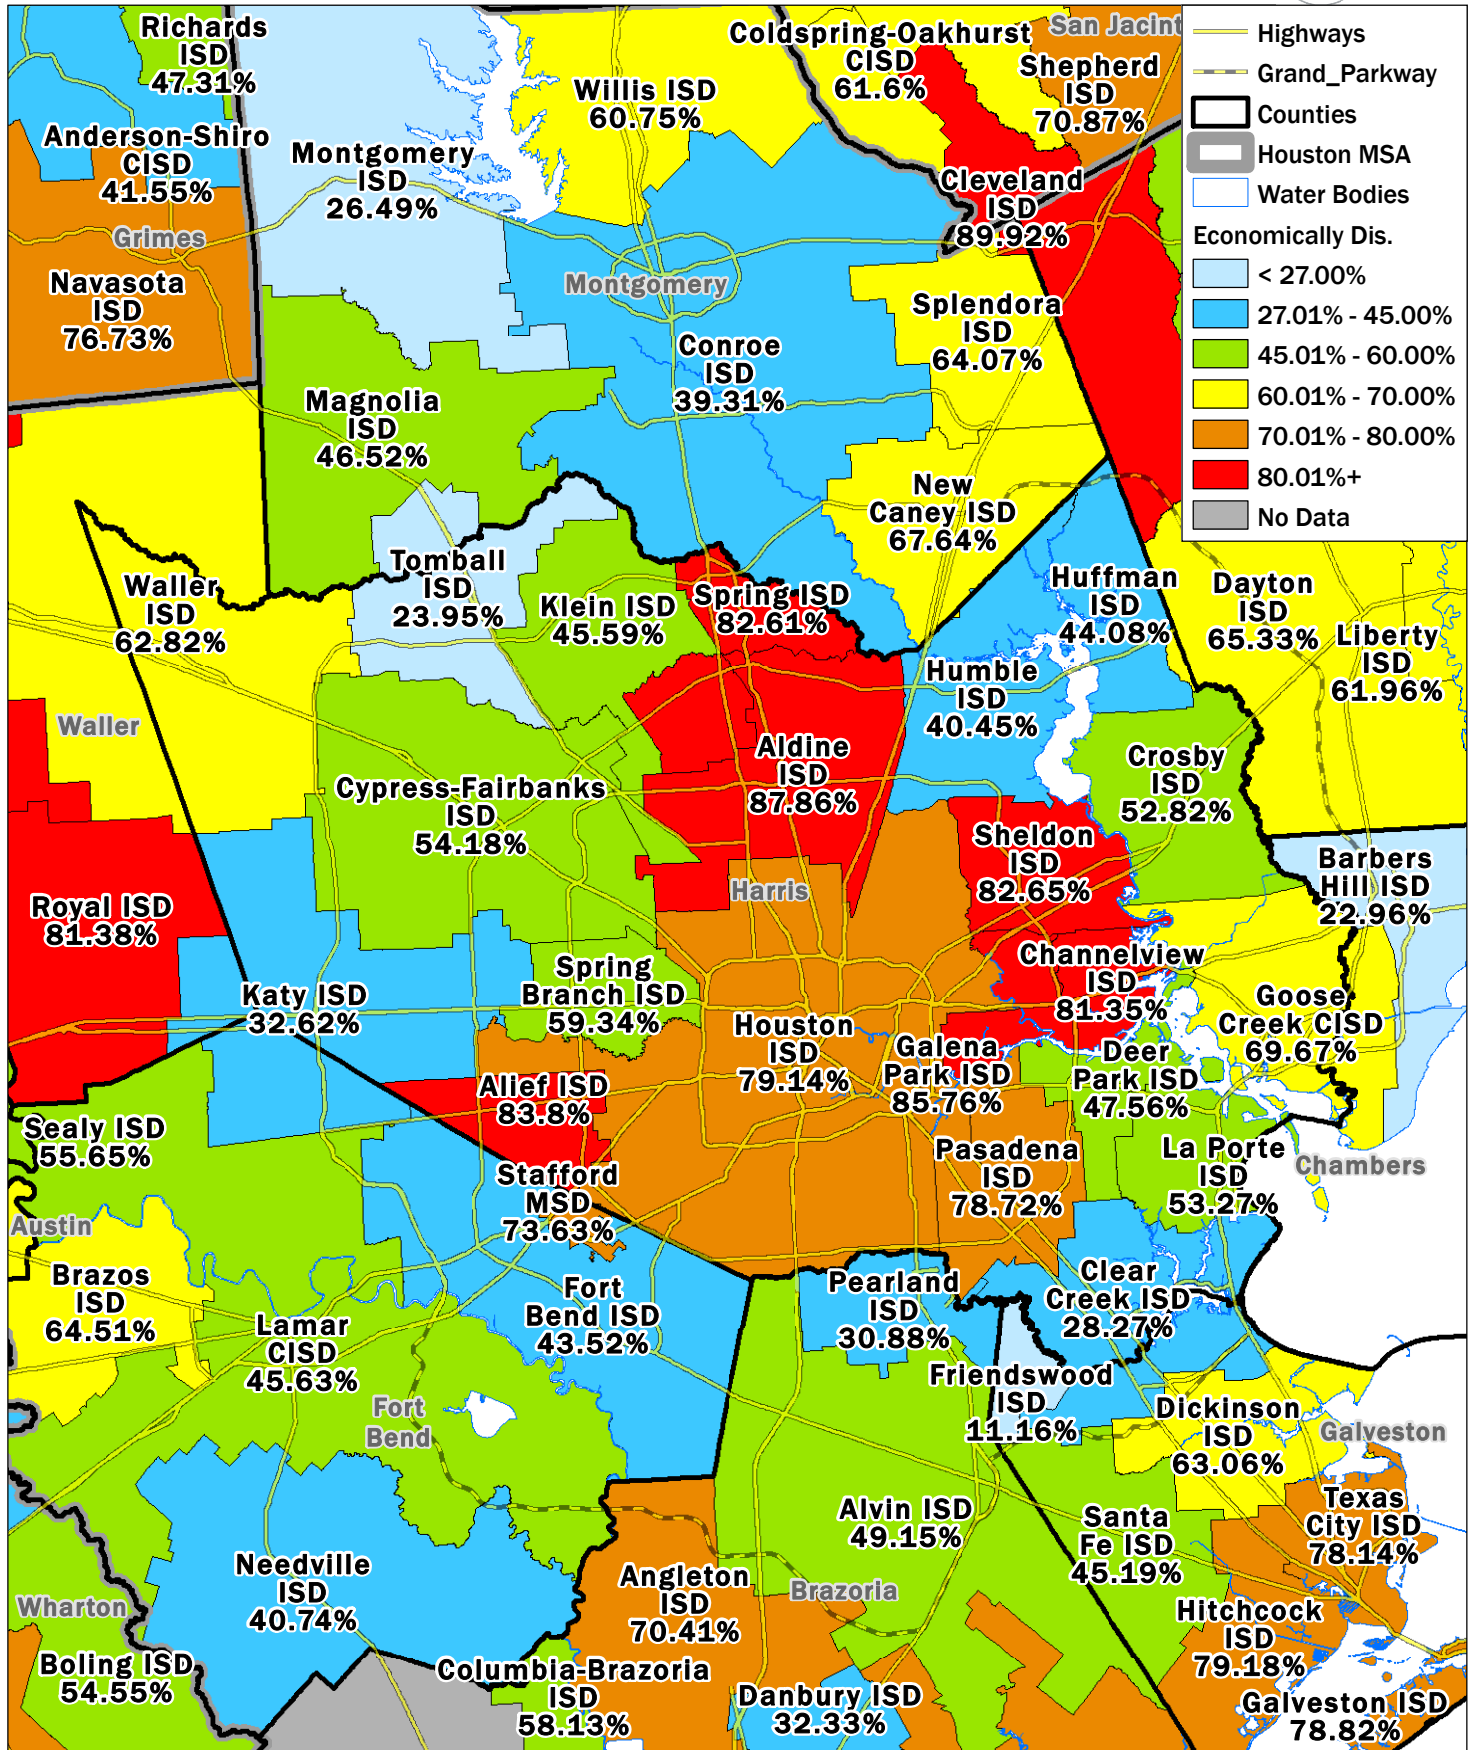 Richards
ISD
47.31%
Coldspring-Oakhurst
CISD
61.6%
San Jacint
Shepherd
ISD
70.87%
Willis ISD
60.75%
Anderson-Shiro
CISD
41.55%
Montgomery
ISD
26.49%
Cleveland
ISD
89.92%
Grimes
Navasota
ISD
76.73%
Montgomery
Splendora
ISD
64.07%
Conroe
ISD
39.31%
Magnolia
ISD
46.52%
New
Caney ISD
67.64%
Highways
Grand_Parkway
Counties
Houston MSA
Water Bodies
Economically Dis.
< 27.00%
27.01% - 45.00%
45.01% - 60.00%
60.01% - 70.00%
70.01% - 80.00%
80.01%+
No Data
Waller
ISD
62.82%
Tomball
ISD
23.95%
Klein ISD
45.59%
Spring ISD
82.61%
Huffman
ISD
44.08%
Dayton
ISD
65.33%
Liberty
ISD
61.96%
Humble
ISD
40.45%
Waller
Cypress-Fairbanks
ISD
54.18%
Aldine
ISD
87.86%
Crosby
ISD
52.82%
Sheldon
ISD
82.65%
Barbers
Hill ISD
22.96%
Harris
Royal ISD
81.38%
Katy ISD
32.62%
Spring
Branch ISD
59.34%
Channelview
ISD
81.35%
Goose
Creek CISD
69.67%
Houston
ISD
79.14%
Galena
Park ISD
85.76%
Deer
Park ISD
47.56%
Alief ISD
83.8%
Sealy ISD
55.65%
Stafford
MSD
73.63%
Pasadena
ISD
78.72%
La Porte
ISD
53.27%
Chambers
Austin
Brazos
ISD
64.51%
Lamar
CISD
45.63%
Fort
Bend ISD
43.52%
Pearland
ISD
30.88%
Clear
Creek ISD
28.27%
Friendswood
ISD
11.16%
Fort
Bend
Dickinson
ISD
63.06%
Galveston
Alvin ISD
49.15%
Santa
Fe ISD
45.19%
Texas
City ISD
78.14%
Needville
ISD
40.74%
Angleton
ISD
70.41%
Brazoria
Wharton
Hitchcock
ISD
79.18%
Boling ISD
54.55%
Columbia-Brazoria
ISD
58.13%
Danbury ISD
32.33%
Galveston ISD
78.82%